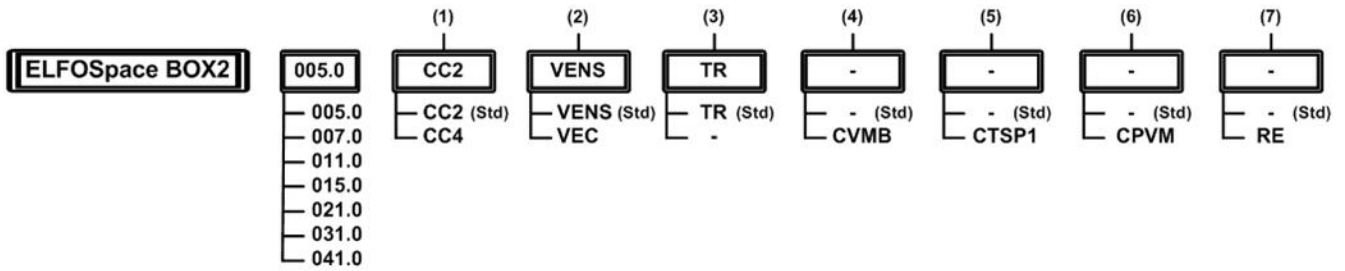 (1) (2) (3) (4) (5) (6) (7)
ELFOSpace BOX2 005.0 CC2 VENS TR - - - -
005.0 CC2 (Std) VENS (Std) TR (Std) - (Std) - (Std) - (Std) - (Std)
007.0 CC4 VEC - CVMB CTSP1 CPVM RE
011.0
015.0
021.0
031.0
041.0